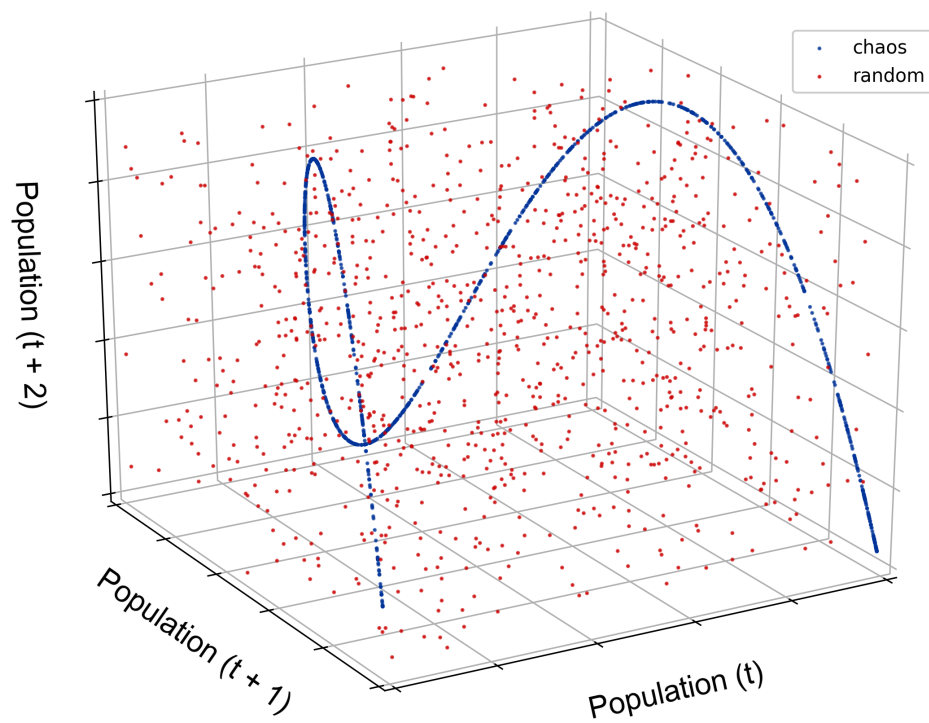 chaos
random
Population (t + 2)
Population (t + 1)
Population (t)